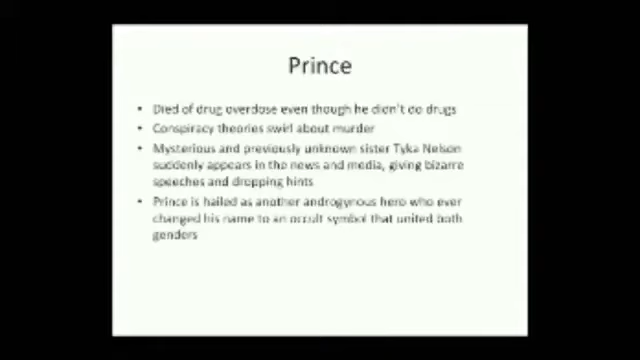 Prince
• Died of drug overdose even though he didn't do drugs
• Conspiracy theories swirl about murder
• Mysterious and previously unknown sister Tyka Nelson
suddenly appears in the news and media, giving bizarre
speeches and dropping hints
• Prince is hailed as another androgynous hero who ever
changed his name to an occult symbol that united both
genders